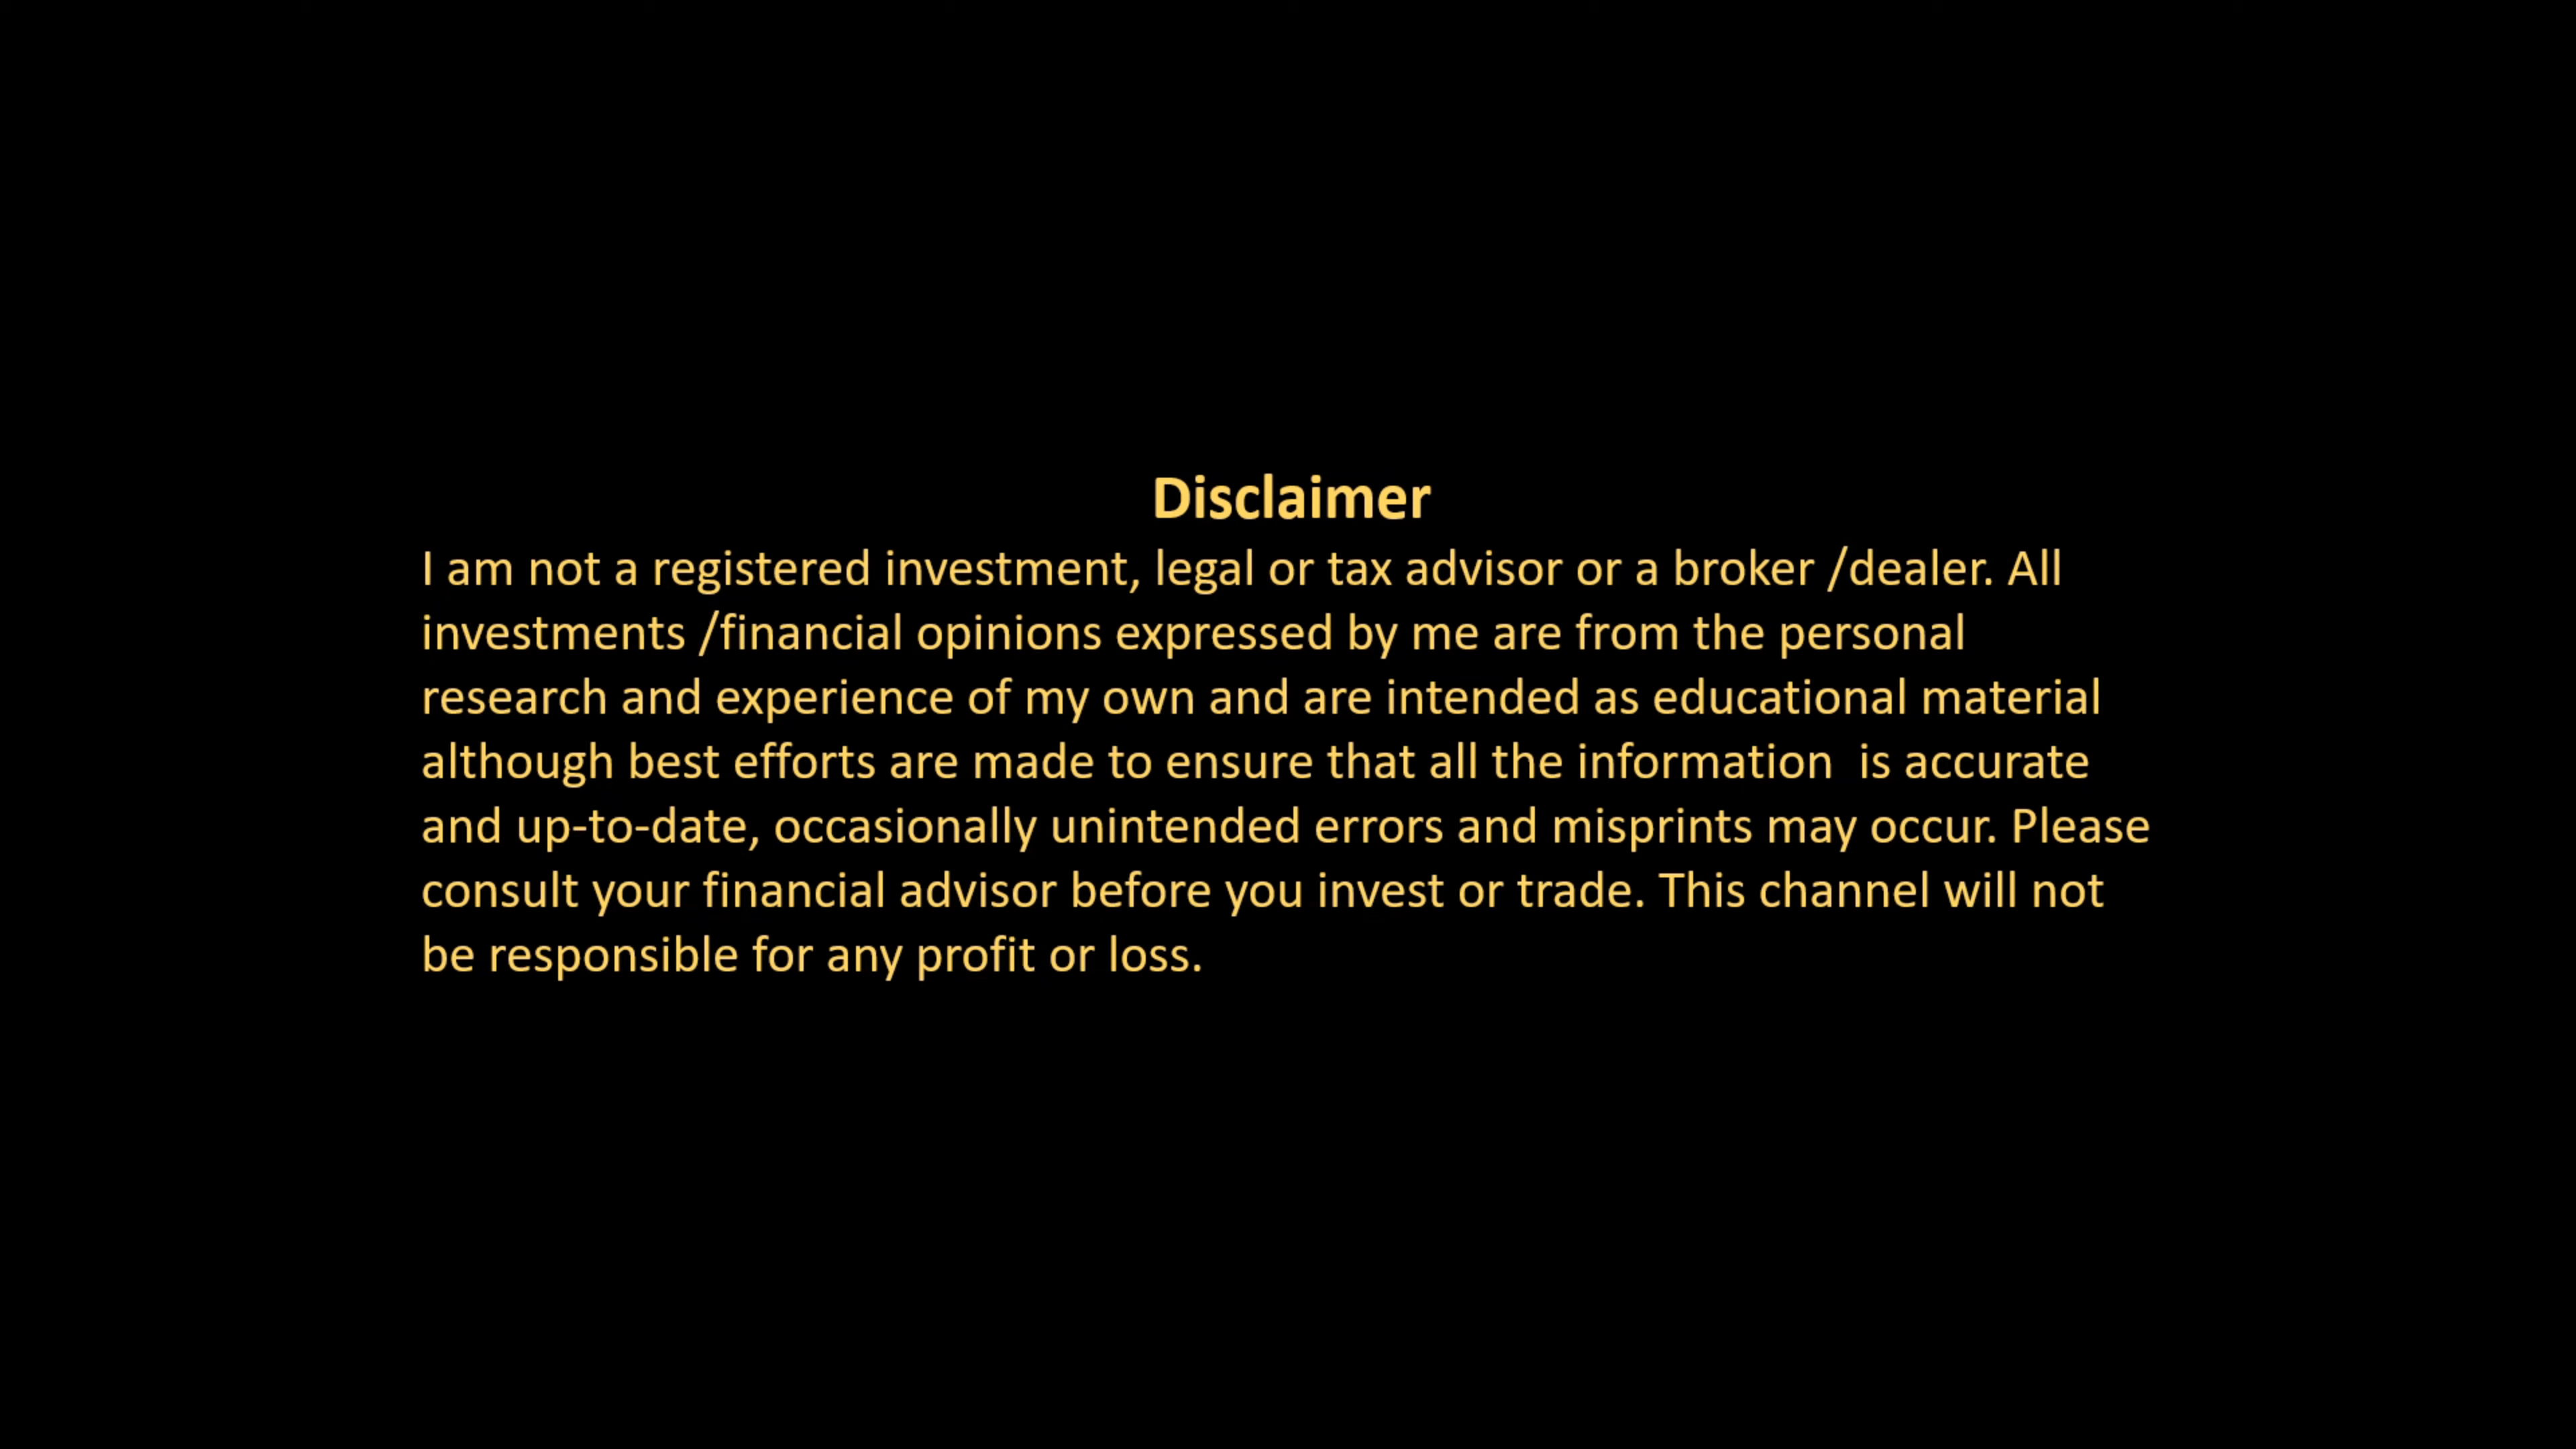 Disclaimer
I am not a registered investment, legal or tax advisor or a broker /dealer. All
investments /financial opinions expressed by me are from the personal
research and experience of my own and are intended as educational material
although best efforts are made to ensure that all the information  is accurate
and up-to-date, occasionally unintended errors and misprints may occur. Please
consult your financial advisor before you invest or trade. This channel will not
be responsible for any profit or loss.